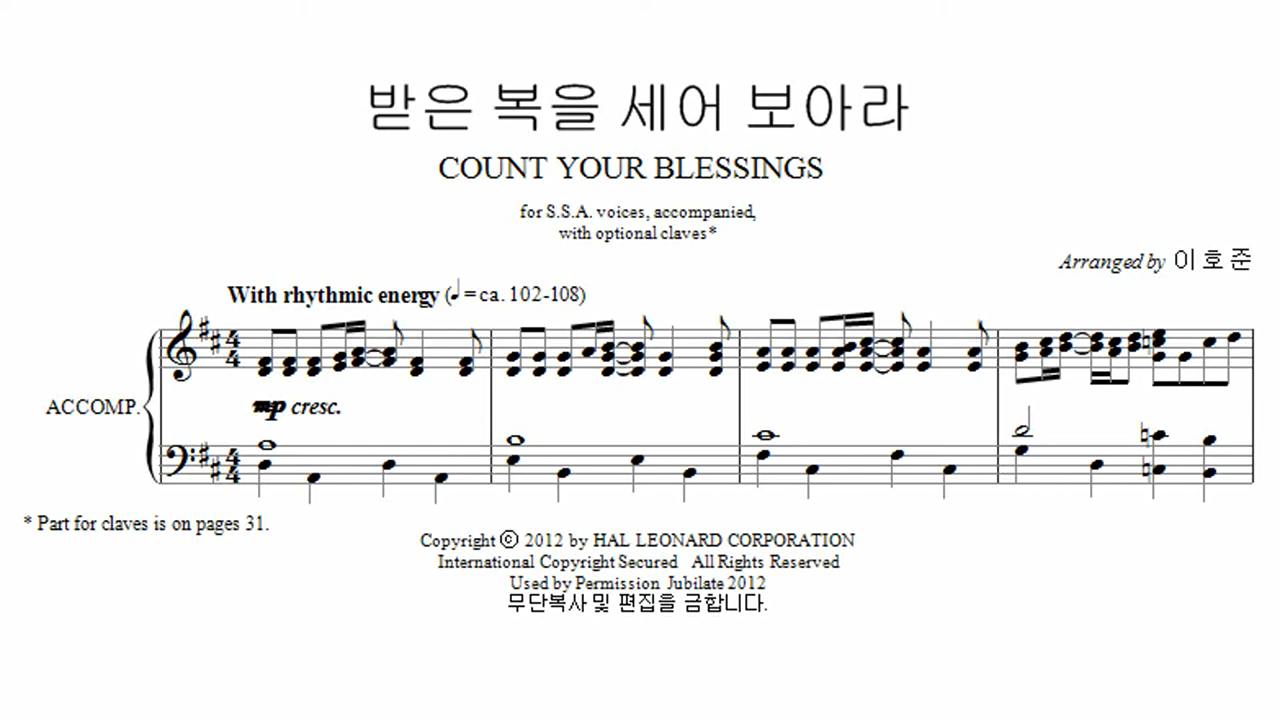 받은 복을 세어 보아라
COUNT YOUR BLESSINGS
for S.S.A. voices, accompanied,
with optional claves*
Arranged by 이 호 준
With rhythmic energy (♩=ca. 102-108)
ACCOMP.
mp cresc.
* Part for claves is on pages 31.
Copyright ⓒ 2012 by HAL LEONARD CORPORATION
International Copyright Secured All Rights Reserved
Used by Permission Jubilate 2012
무단복사 및 편집을 금합니다.